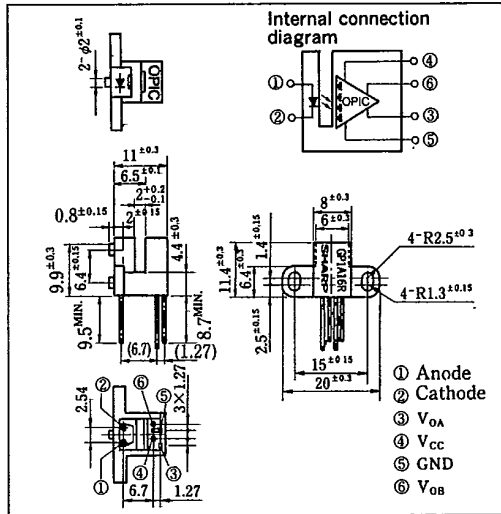 Internal connection
diagram
2-φ2±0.1
OPIC
① ② OPIC ④ ⑥ ③ ⑤
11±0.3
6.5±0.1
2+0.2-0.1
2±0.15
0.8±0.15
9.9±0.3
6.4±0.15
4.4±0.3
9.5MIN.
8.7MIN.
(6.7) (1.27)
8±0.3
6±0.3
1.4±0.15
11.4±0.3
6.4±0.3
2.5±0.15
SHARP
GP1A16R
4-R2.5±0.3
4-R1.3±0.15
15±0.15
20±0.3
2.54
② ⑥ ⑤
① ④ ③
3×1.27
6.7 1.27
① Anode
② Cathode
③ VOA
④ VCC
⑤ GND
⑥ VOB